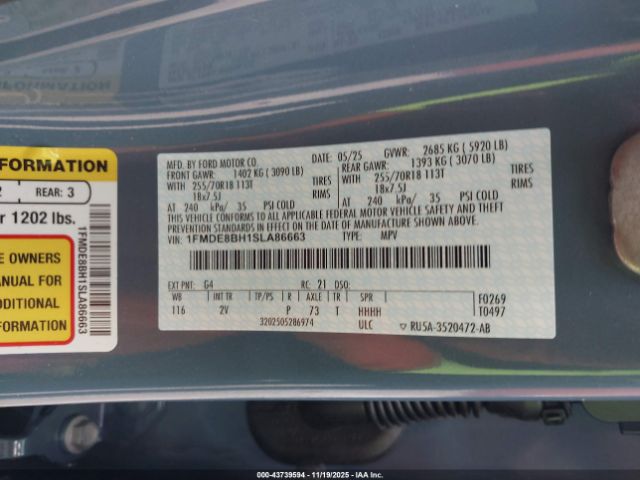 FORMATION
2
REAR: 3
r 1202 lbs.
E OWNERS
ANUAL FOR
DDITIONAL
FORMATION
1FMDE8BH1SLA86663
MFD. BY FORD MOTOR CO.
05/25
GVWR: 2685 KG ( 5920 LB)
FRONT GAWR: 1402 KG ( 3090 LB)
REAR GAWR: 1393 KG ( 3070 LB)
WITH 255/70R18 113T TIRES
WITH 255/70R18 113T TIRES
18x7.5J RIMS
18x7.5J RIMS
AT 240 kPa/ 35 PSI COLD
AT 240 kPa/ 35 PSI COLD
THIS VEHICLE CONFORMS TO ALL APPLICABLE FEDERAL MOTOR VEHICLE SAFETY AND THEFT
PREVENTION STANDARDS IN EFFECT ON THE DATE OF MANUFACTURE SHOWN ABOVE.
VIN: 1FMDE8BH1SLA86663
TYPE: MPV
EXT PNT: G4 RC: 21 DSO:
WB INT TR TP/PS R AXLE TR SPR
116 2V P 73 T HHHH
F0269
T0497
3202505286974
ULC
RU5A-3520472-AB
000-43739594 - 11/19/2025 - IAA Inc.